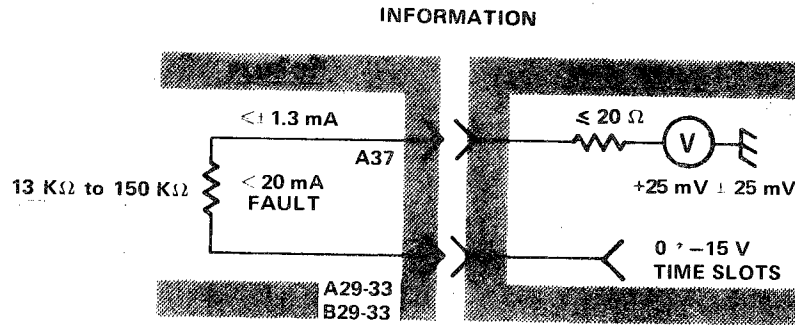 INFORMATION
<± 1.3 mA
≤ 20 Ω
A37
V
13 KΩ to 150 KΩ
< 20 mA
FAULT
+25 mV ± 25 mV
0 -15 V
TIME SLOTS
A29-33
B29-33